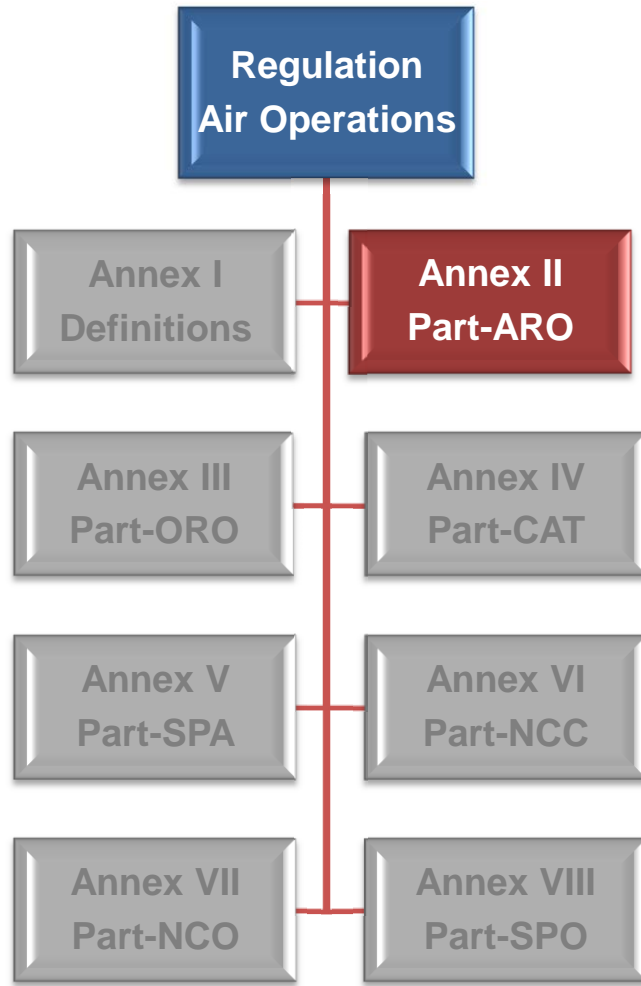 Regulation
Air Operations
Annex I
Definitions
Annex II
Part-ARO
Annex III
Part-ORO
Annex IV
Part-CAT
Annex V
Part-SPA
Annex VI
Part-NCC
Annex VII
Part-NCO
Annex VIII
Part-SPO